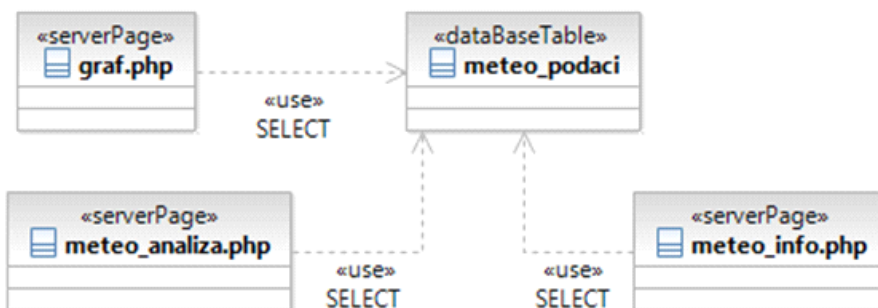 «serverPage»
graf.php
«dataBaseTable»
meteo_podaci
«use»
SELECT
«serverPage»
meteo_analiza.php
«use»
SELECT
«use»
SELECT
«serverPage»
meteo_info.php